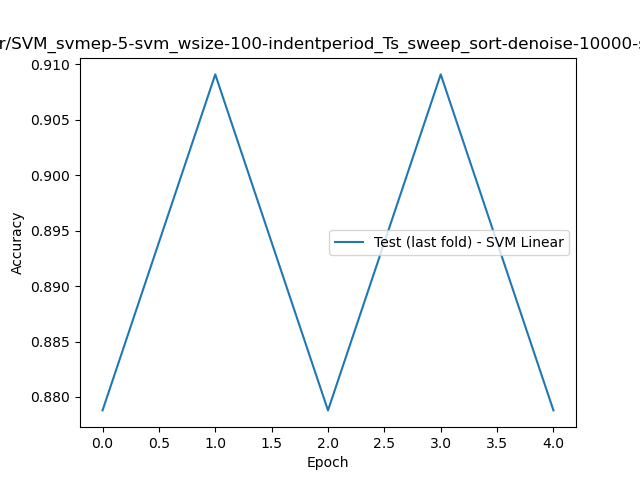 r/SVM_svmep-5-svm_wsize-100-indentperiod_Ts_sweep_sort-denoise-10000-s
0.910
0.905
0.900
0.895
0.890
0.885
0.880
Accuracy
Test (last fold) - SVM Linear
0.0 0.5 1.0 1.5 2.0 2.5 3.0 3.5 4.0
Epoch